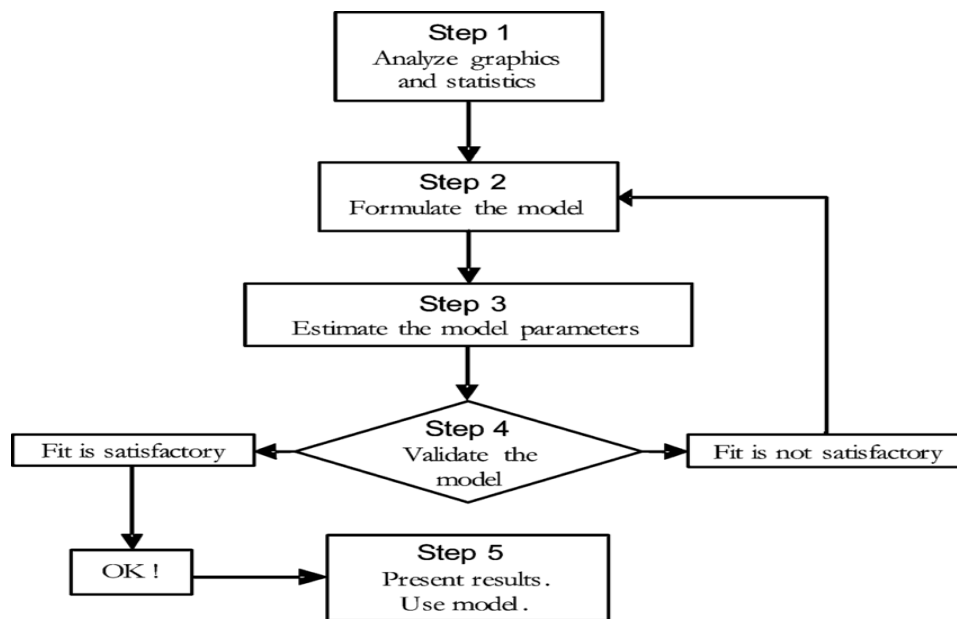 Step 1
Analyze graphics
and statistics
Step 2
Formulate the model
Step 3
Estimate the model parameters
Step 4
Validate the
model
Fit is satisfactory
Fit is not satisfactory
OK !
Step 5
Present results.
Use model.